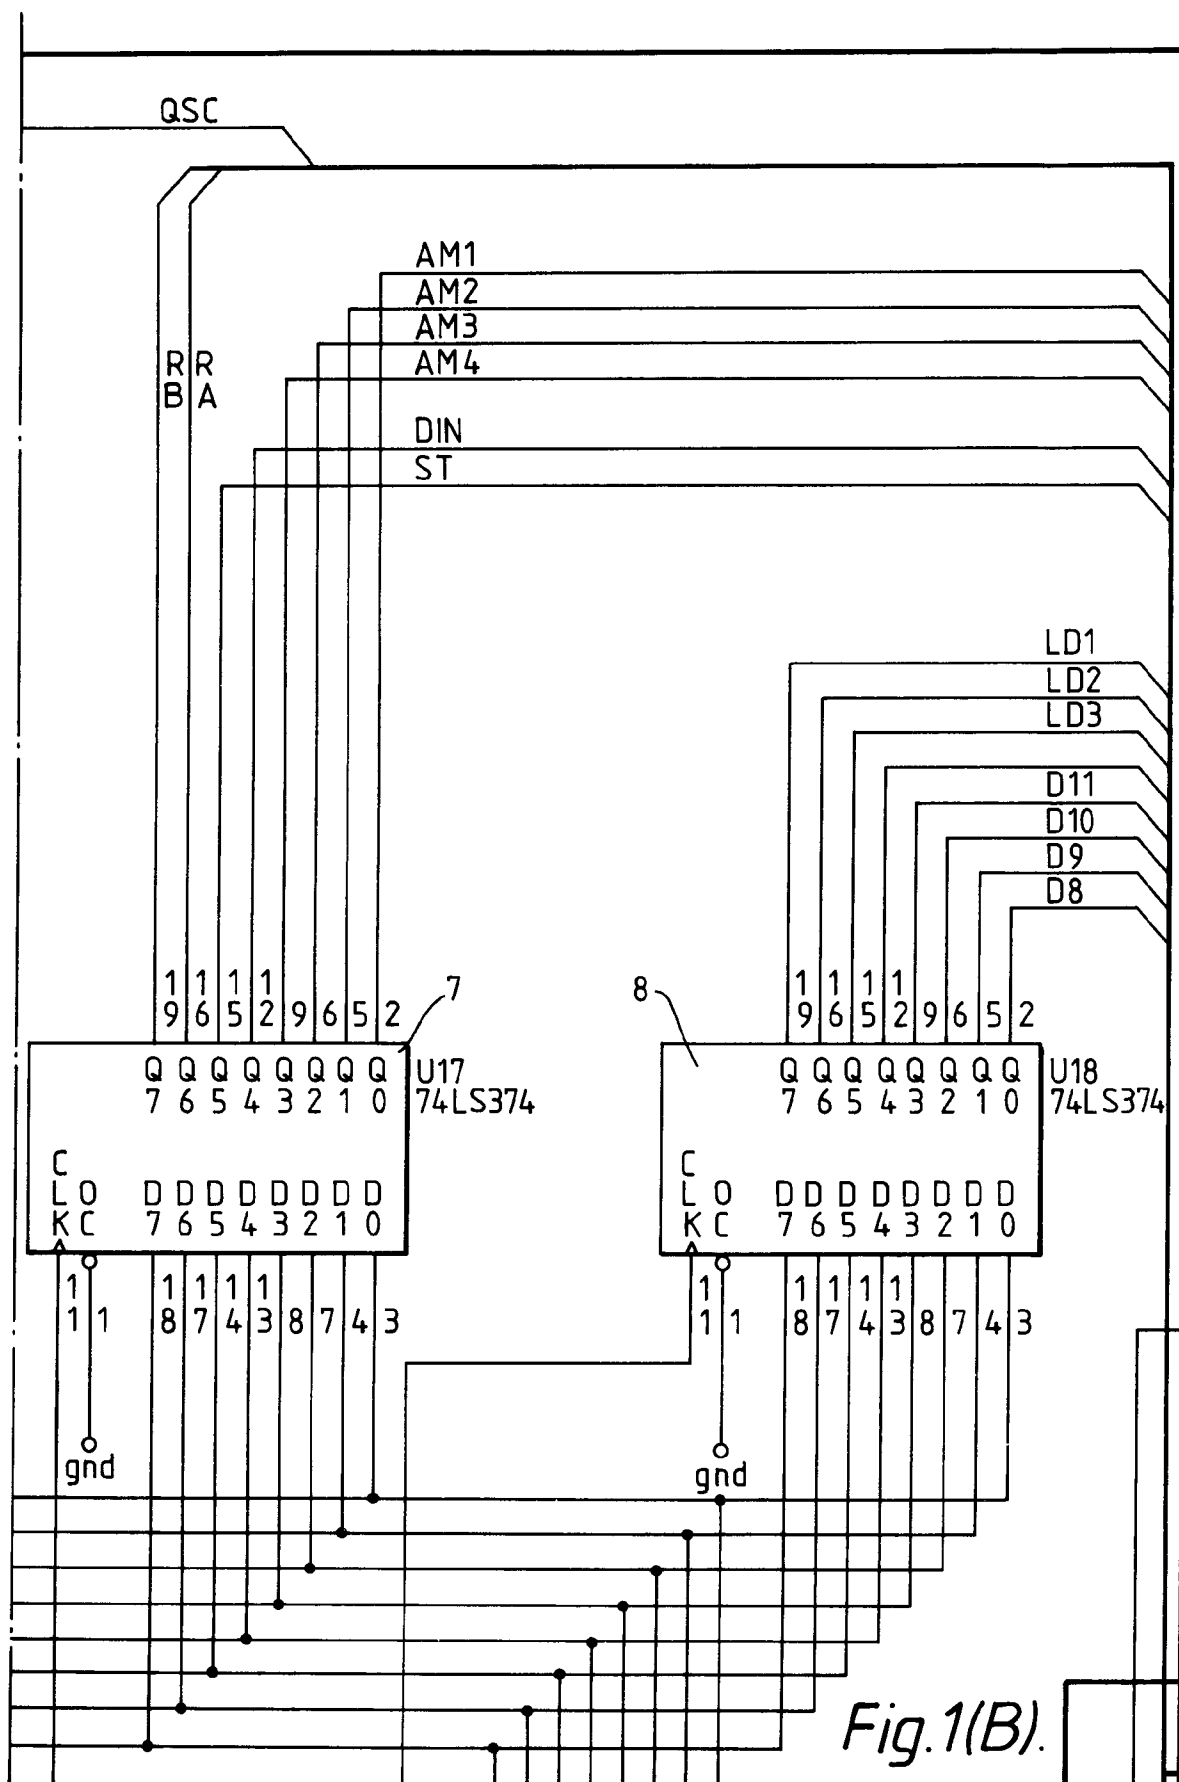 QSC
AM1
AM2
AM3
AM4
R R
B A
DIN
ST
LD1
LD2
LD3
D11
D10
D9
D8
1 1 1 1
9 6 5 2 9 6 5 2
7
8
1 1 1 1
9 6 5 2 9 6 5 2
Q Q Q Q Q Q Q Q
7 6 5 4 3 2 1 0
U17
74LS374
Q Q Q Q Q Q Q Q
7 6 5 4 3 2 1 0
U18
74LS374
C
L O
K C
D D D D D D D D
7 6 5 4 3 2 1 0
C
L O
K C
D D D D D D D D
7 6 5 4 3 2 1 0
1
1 1
1 1 1 1
8 7 4 3 8 7 4 3
1
1 1
1 1 1 1
8 7 4 3 8 7 4 3
gnd
gnd
Fig.1(B).